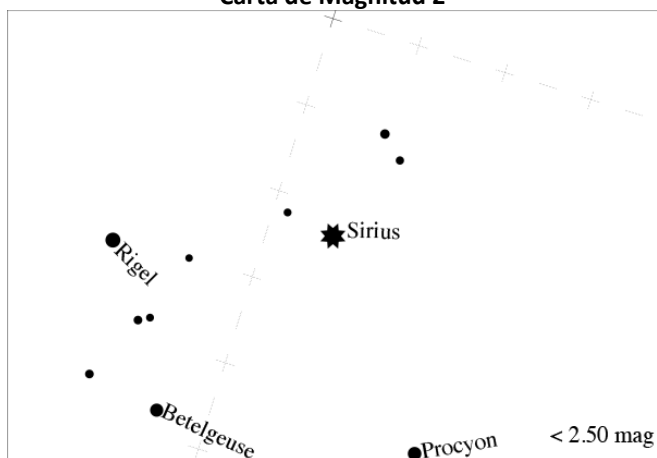 Carta de Magnitud 2
Sirius
Rigel
Betelgeuse
Procyon
< 2.50 mag